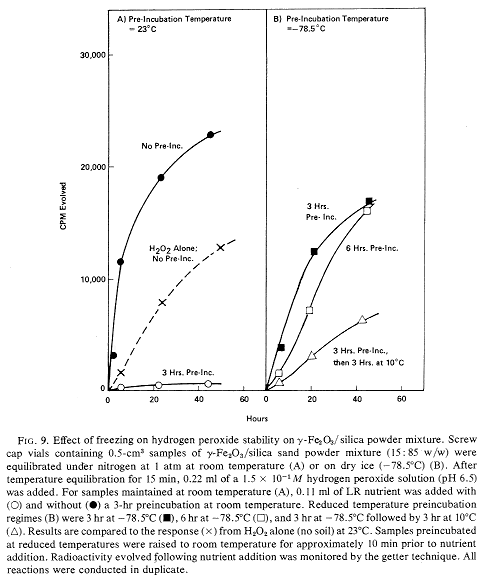 A) Pre-Incubation Temperature
= 23°C
B) Pre-Incubation Temperature
=–78.5°C
30,000
20,000
10,000
0
CPM Evolved
No Pre-Inc.
H₂O₂ Alone;
No Pre-Inc.
3 Hrs. Pre-Inc.
3 Hrs.
Pre- Inc.
6 Hrs. Pre-Inc.
3 Hrs. Pre-Inc.,
then 3 Hrs. at 10°C
0 20 40 60
0 20 40 60
Hours
FIG. 9. Effect of freezing on hydrogen peroxide stability on γ-Fe₂O₃/silica powder mixture. Screw
cap vials containing 0.5-cm³ samples of γ-Fe₂O₃/silica sand powder mixture (15:85 w/w) were
equilibrated under nitrogen at 1 atm at room temperature (A) or on dry ice (−78.5°C) (B). After
temperature equilibration for 15 min, 0.22 ml of a 1.5 × 10⁻¹ M hydrogen peroxide solution (pH 6.5)
was added. For samples maintained at room temperature (A), 0.11 ml of LR nutrient was added with
(○) and without (●) a 3-hr preincubation at room temperature. Reduced temperature preincubation
regimes (B) were 3 hr at −78.5°C (■), 6 hr at −78.5°C (□), and 3 hr at −78.5°C followed by 3 hr at 10°C
(△). Results are compared to the response (×) from H₂O₂ alone (no soil) at 23°C. Samples preincubated
at reduced temperatures were raised to room temperature for approximately 10 min prior to nutrient
addition. Radioactivity evolved following nutrient addition was monitored by the getter technique. All
reactions were conducted in duplicate.